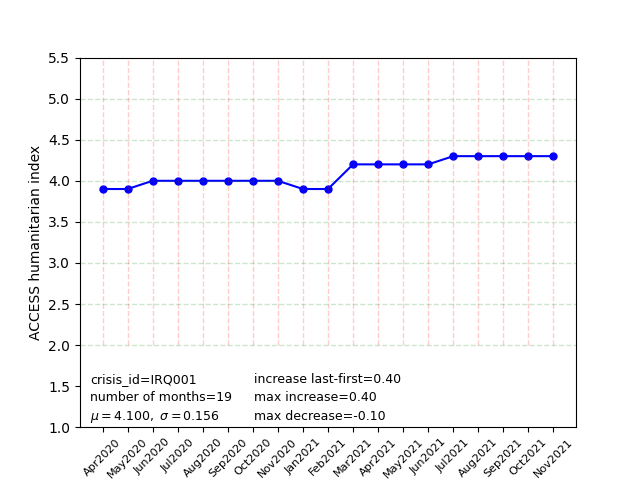 5.5
5.0
4.5
4.0
3.5
3.0
2.5
2.0
1.5
1.0
ACCESS humanitarian index
crisis_id=IRQ001
number of months=19
μ=4.100, σ=0.156
increase last-first=0.40
max increase=0.40
max decrease=-0.10
Apr2020
May2020
Jun2020
Jul2020
Aug2020
Sep2020
Oct2020
Nov2020
Jan2021
Feb2021
Mar2021
Apr2021
May2021
Jun2021
Jul2021
Aug2021
Sep2021
Oct2021
Nov2021